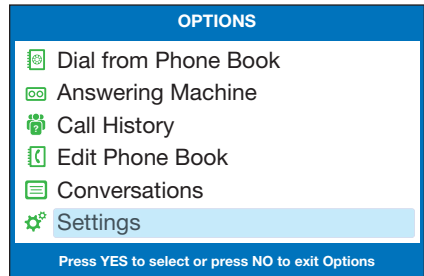 OPTIONS
Dial from Phone Book
Answering Machine
Call History
Edit Phone Book
Conversations
Settings
Press YES to select or press NO to exit Options